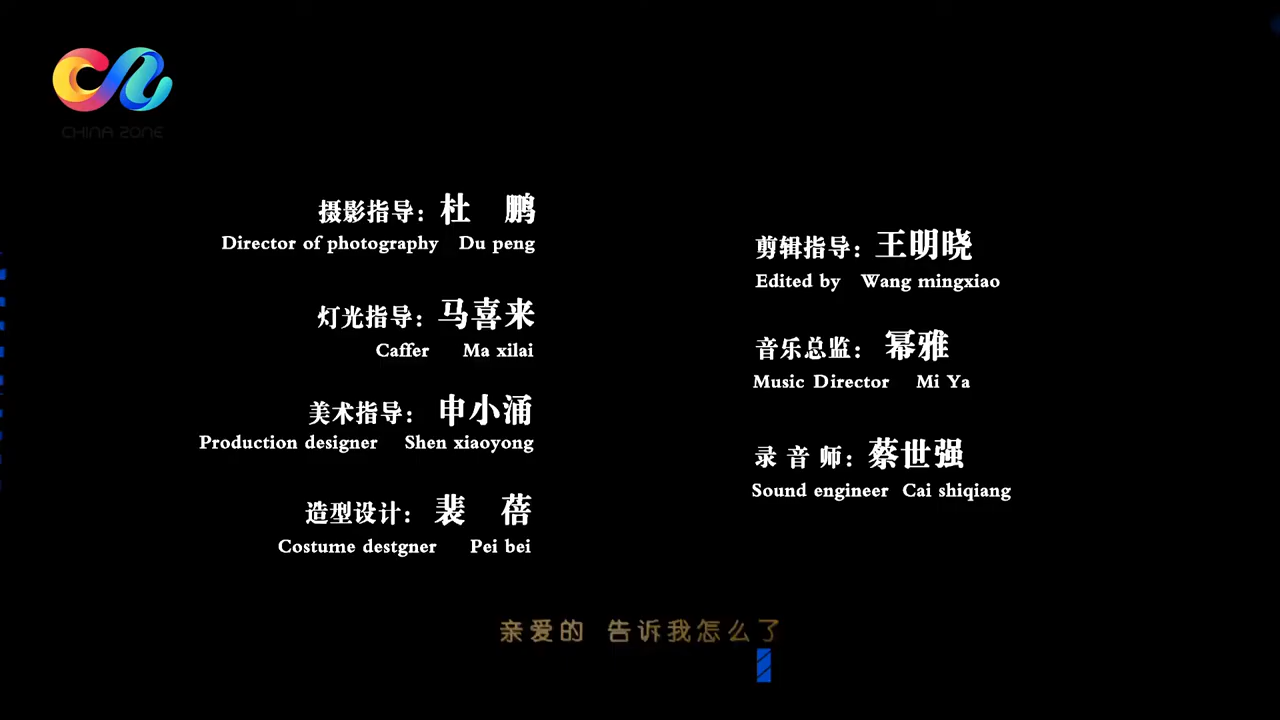 CHINA ZONE
摄影指导：杜 鹏
Director of photography Du peng
灯光指导：马喜来
Caffer Ma xilai
美术指导：申小涌
Production designer Shen xiaoyong
造型设计：裴 蓓
Costume destgner Pei bei
剪辑指导：王明晓
Edited by Wang mingxiao
音乐总监：幂雅
Music Director Mi Ya
录音师：蔡世强
Sound engineer Cai shiqiang
亲爱的 告诉我怎么了